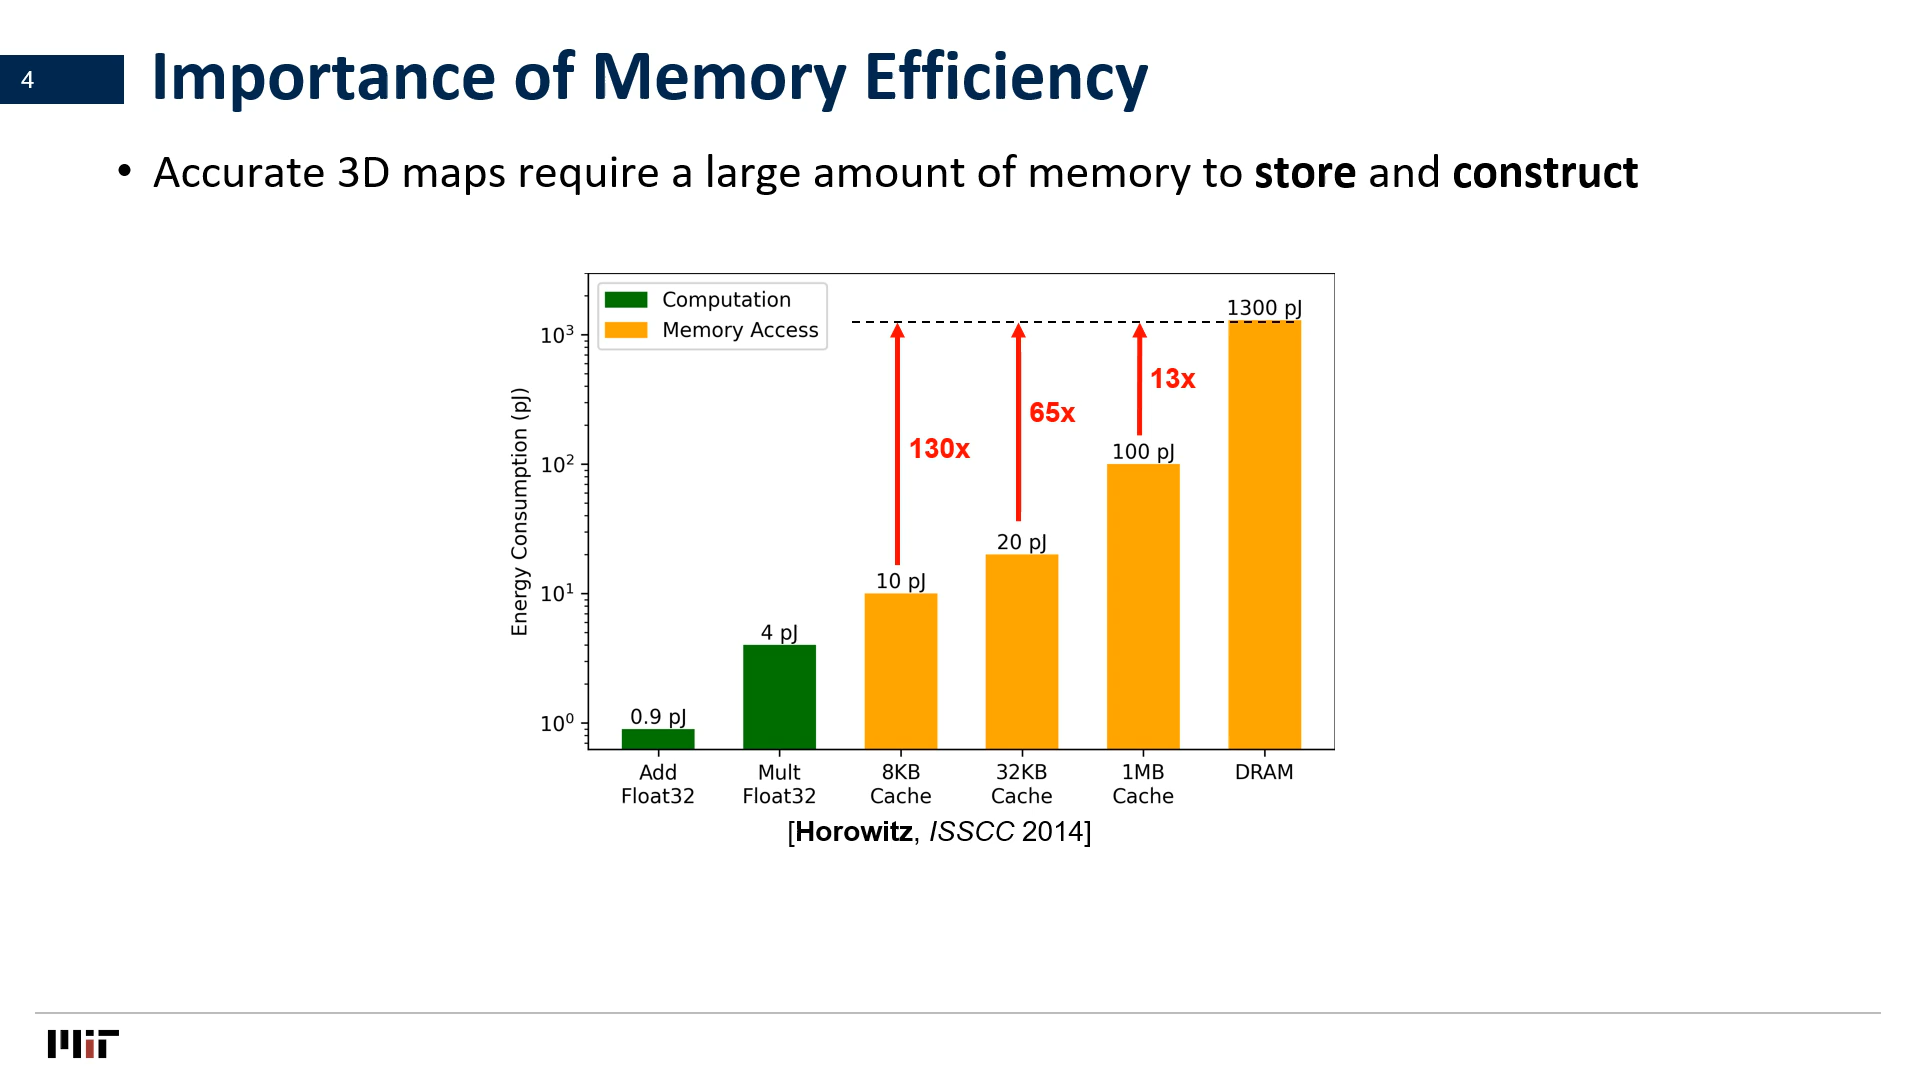 4
Importance of Memory Efficiency
• Accurate 3D maps require a large amount of memory to store and construct
Computation
Memory Access
Energy Consumption (pJ)
10³
10²
10¹
10⁰
0.9 pJ
4 pJ
10 pJ
20 pJ
100 pJ
1300 pJ
130x
65x
13x
Add
Float32
Mult
Float32
8KB
Cache
32KB
Cache
1MB
Cache
DRAM
[Horowitz, ISSCC 2014]
MIT